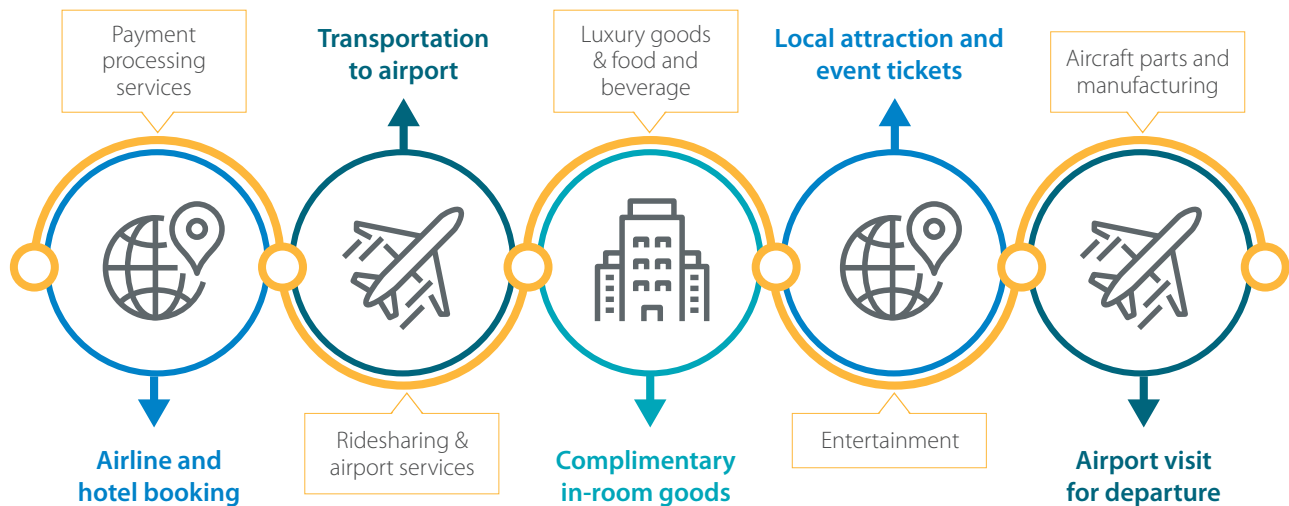 Payment
processing
services
Transportation
to airport
Luxury goods
& food and
beverage
Local attraction and
event tickets
Aircraft parts and
manufacturing
Airline and
hotel booking
Ridesharing &
airport services
Complimentary
in-room goods
Entertainment
Airport visit
for departure